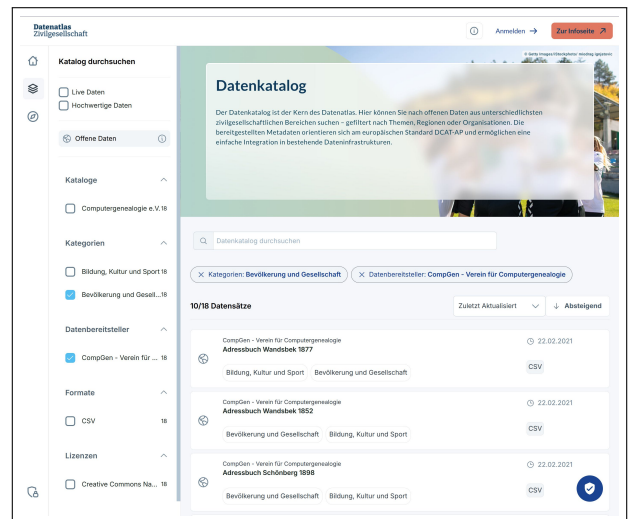 Datenatlas
Zivilgesellschaft
Anmelden →
Zur Infoseite ↗
Katalog durchsuchen
Live Daten
Hochwertige Daten
Offene Daten
Kataloge
Computergenealogie e.V. 18
Kategorien
Bildung, Kultur und Sport 18
Bevölkerung und Gesell... 18
Datenbereitsteller
CompGen - Verein für ... 18
Formate
CSV 18
Lizenzen
Creative Commons Na... 18
Datenkatalog
Der Datenkatalog ist der Kern des Datenatlas. Hier können Sie nach offenen Daten aus unterschiedlichsten
zivilgesellschaftlichen Bereichen suchen – gefiltert nach Themen, Regionen oder Organisationen. Die
bereitgestellten Metadaten orientieren sich am europäischen Standard DCAT-AP und ermöglichen eine
einfache Integration in bestehende Dateninfrastrukturen.
Datenkatalog durchsuchen
× Kategorien: Bevölkerung und Gesellschaft × Datenbereitsteller: CompGen - Verein für Computergenealogie
10/18 Datensätze
Zuletzt Aktualisiert
↓ Absteigend
CompGen - Verein für Computergenealogie
Adressbuch Wandsbek 1877
Bildung, Kultur und Sport Bevölkerung und Gesellschaft
22.02.2021
CSV
CompGen - Verein für Computergenealogie
Adressbuch Wandsbek 1852
Bevölkerung und Gesellschaft Bildung, Kultur und Sport
22.02.2021
CSV
CompGen - Verein für Computergenealogie
Adressbuch Schönberg 1898
Bevölkerung und Gesellschaft Bildung, Kultur und Sport
22.02.2021
CSV